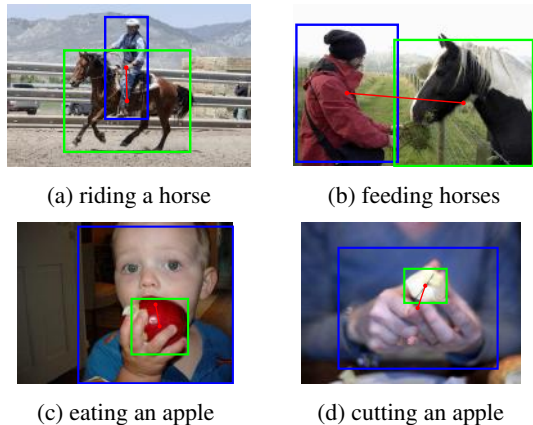 (a) riding a horse
(b) feeding horses
(c) eating an apple
(d) cutting an apple